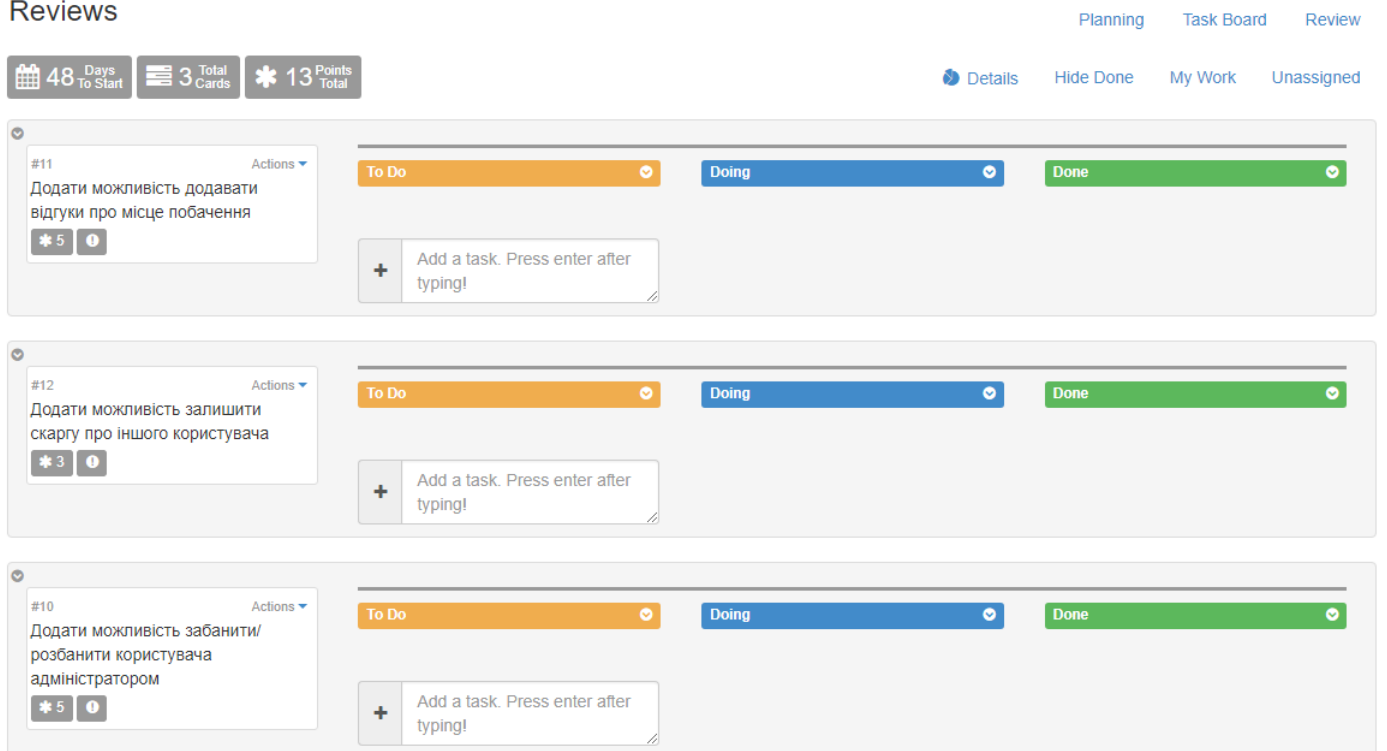 Reviews
Planning Task Board Review
48 Days To Start 3 Total Cards 13 Points Total
Details Hide Done My Work Unassigned
#11 Actions
Додати можливість додавати
відгуки про місце побачення
5
To Do Doing Done
Add a task. Press enter after
typing!
#12 Actions
Додати можливість залишити
скаргу про іншого користувача
3
To Do Doing Done
Add a task. Press enter after
typing!
#10 Actions
Додати можливість забанити/
розбанити користувача
адміністратором
5
To Do Doing Done
Add a task. Press enter after
typing!